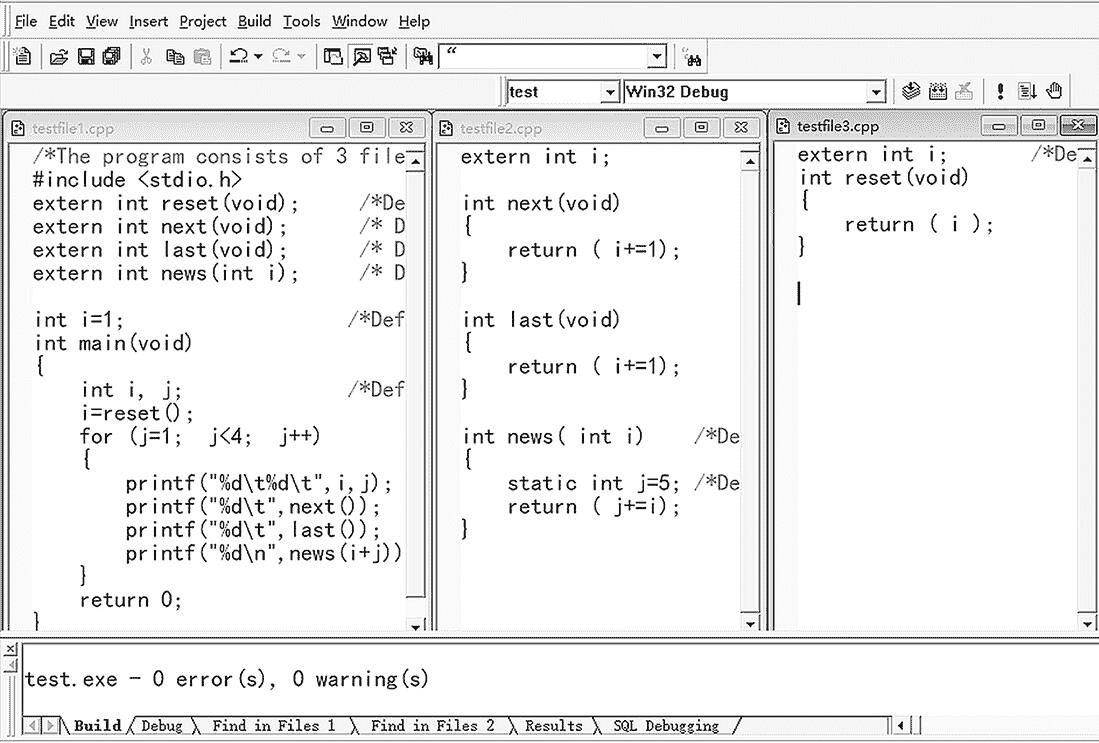 File Edit View Insert Project Build Tools Window Help
“
test Win32 Debug
testfile1.cpp
/*The program consists of 3 file
#include <stdio.h>
extern int reset(void); /*De
extern int next(void); /* D
extern int last(void); /* D
extern int news(int i); /* D
int i=1; /*Def
int main(void)
{
int i, j; /*Def
i=reset();
for (j=1; j<4; j++)
{
printf("%d\t%d\t",i,j);
printf("%d\t",next());
printf("%d\t",last());
printf("%d\n",news(i+j))
}
return 0;
}
testfile2.cpp
extern int i;
int next(void)
{
return ( i+=1);
}
int last(void)
{
return ( i+=1);
}
int news( int i) /*De
{
static int j=5; /*De
return ( j+=i);
}
testfile3.cpp
extern int i; /*De
int reset(void)
{
return ( i );
}
test.exe - 0 error(s), 0 warning(s)
Build Debug Find in Files 1 Find in Files 2 Results SQL Debugging